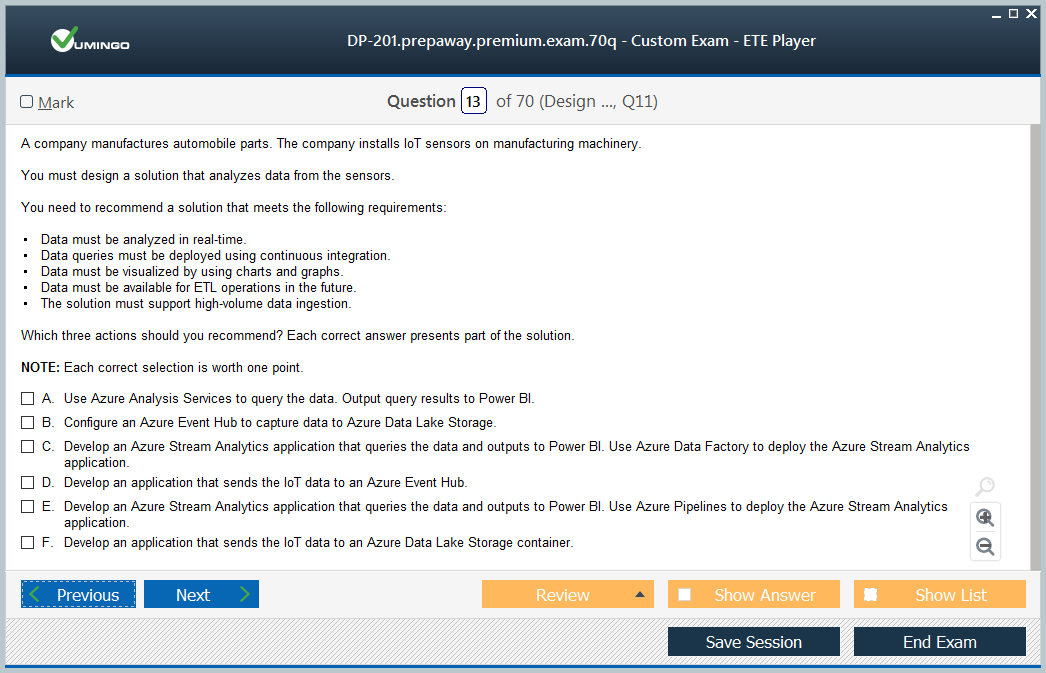 VUMINGO
DP-201.prepaway.premium.exam.70q - Custom Exam - ETE Player
Mark
Question 13 of 70 (Design ..., Q11)
A company manufactures automobile parts. The company installs IoT sensors on manufacturing machinery.
You must design a solution that analyzes data from the sensors.
You need to recommend a solution that meets the following requirements:
▪ Data must be analyzed in real-time.
▪ Data queries must be deployed using continuous integration.
▪ Data must be visualized by using charts and graphs.
▪ Data must be available for ETL operations in the future.
▪ The solution must support high-volume data ingestion.
Which three actions should you recommend? Each correct answer presents part of the solution.
NOTE: Each correct selection is worth one point.
A. Use Azure Analysis Services to query the data. Output query results to Power BI.
B. Configure an Azure Event Hub to capture data to Azure Data Lake Storage.
C. Develop an Azure Stream Analytics application that queries the data and outputs to Power BI. Use Azure Data Factory to deploy the Azure Stream Analytics
application.
D. Develop an application that sends the IoT data to an Azure Event Hub.
E. Develop an Azure Stream Analytics application that queries the data and outputs to Power BI. Use Azure Pipelines to deploy the Azure Stream Analytics
application.
F. Develop an application that sends the IoT data to an Azure Data Lake Storage container.
Previous
Next
Review
Show Answer
Show List
Save Session
End Exam